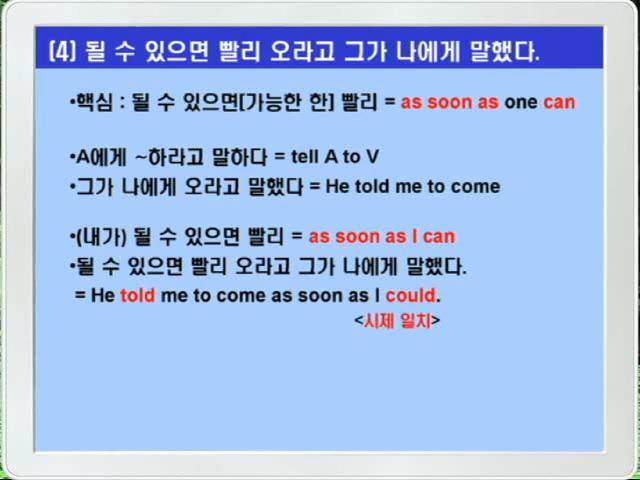 (4) 될 수 있으면 빨리 오라고 그가 나에게 말했다.
•핵심 : 될 수 있으면[가능한 한] 빨리 = as soon as one can
•A에게 ~하라고 말하다 = tell A to V
•그가 나에게 오라고 말했다 = He told me to come
•(내가) 될 수 있으면 빨리 = as soon as I can
•될 수 있으면 빨리 오라고 그가 나에게 말했다.
= He told me to come as soon as I could.
<시제 일치>